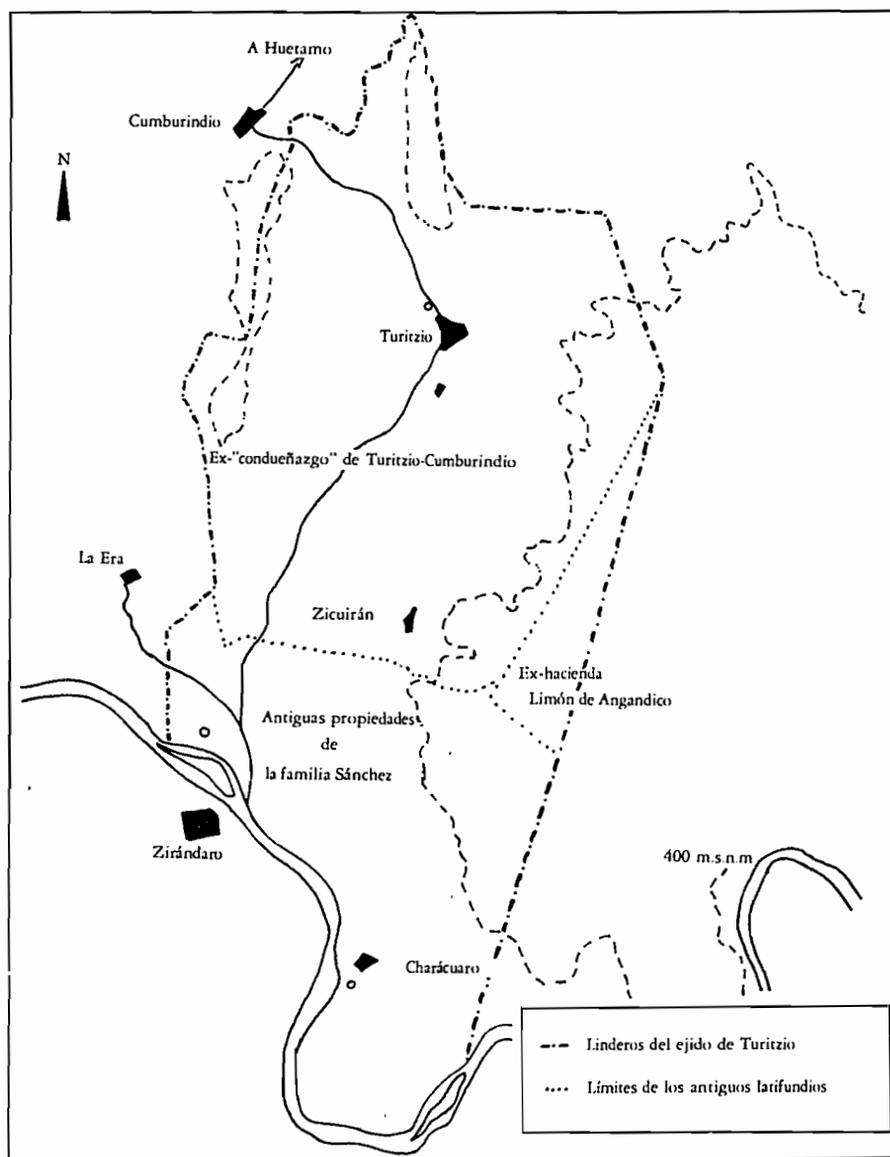 A Huetamo
Cumburindio
N
Turitzio
Ex-"condueñazgo" de Turitzio-Cumburindio
La Era
Zicuirán
Ex-hacienda
Limón de Angandico
Antiguas propiedades
de
la familia Sánchez
Zirándaro
400 m.s.n.m
Charácuaro
Linderos del ejido de Turitzio
Límites de los antiguos latifundios